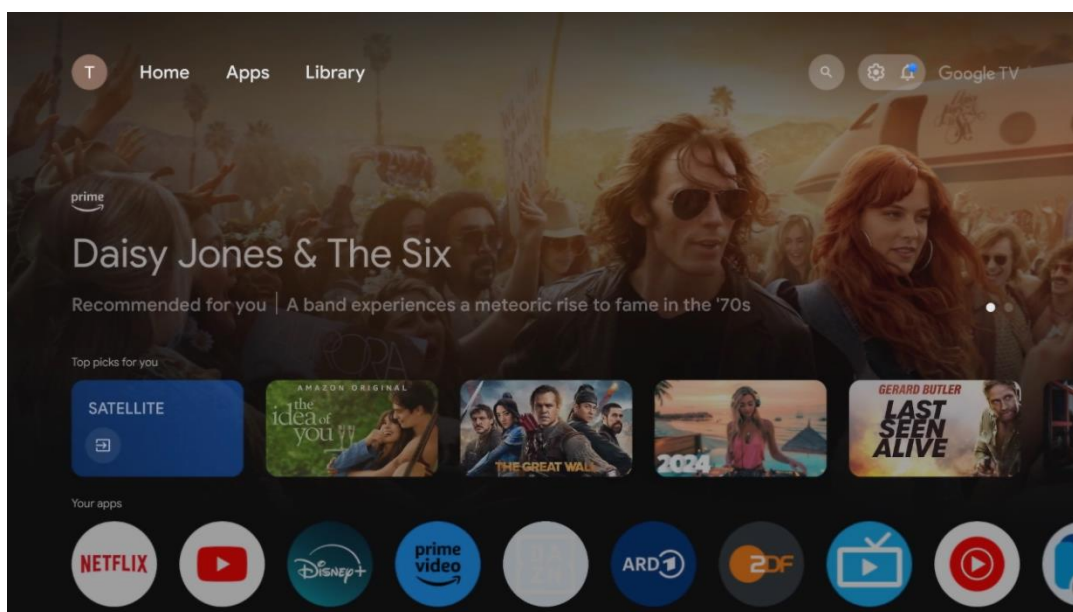 T
Home Apps Library
Google TV
prime
Daisy Jones & The Six
Recommended for you | A band experiences a meteoric rise to fame in the '70s
Top picks for you
SATELLITE
AMAZON ORIGINAL
the
idea of
you
THE GREAT WALL
2024
GERARD BUTLER
LAST
SEEN
ALIVE
Your apps
NETFLIX
Disney+
prime
video
ARD 1
2DF